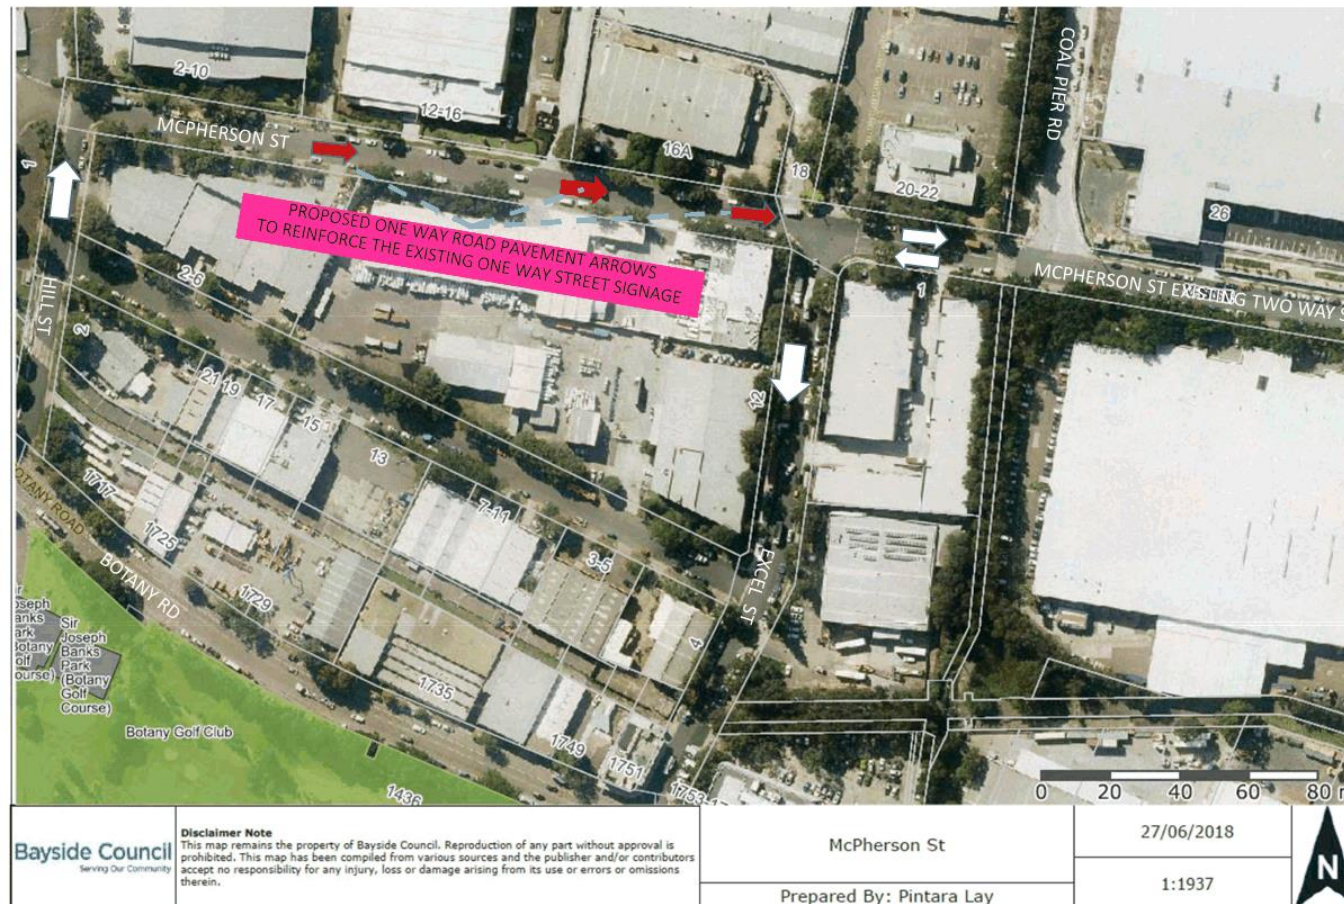 2-10
12-16
MCPHERSON ST
16A
18
20-22
COAL PIER RD
26
1
PROPOSED ONE WAY ROAD PAVEMENT ARROWS
TO REINFORCE THE EXISTING ONE WAY STREET SIGNAGE
MCPHERSON ST EXISTING TWO WAY S
1
2-6
HILL ST
2
21 19
17
15
13
12
7-11
3-5
EXCEL ST
4
1717
1725
1729
1735
1749
1751
OTANY ROAD
BOTANY RD
Sir
Joseph
Banks
Park
(Botany
Golf
Course)
Botany Golf Club
1436
0 20 40 60 80 m
Bayside Council
Serving Our Community
Disclaimer Note
This map remains the property of Bayside Council. Reproduction of any part without approval is
prohibited. This map has been compiled from various sources and the publisher and/or contributors
accept no responsibility for any injury, loss or damage arising from its use or errors or omissions
therein.
McPherson St
Prepared By: Pintara Lay
27/06/2018
1:1937
N